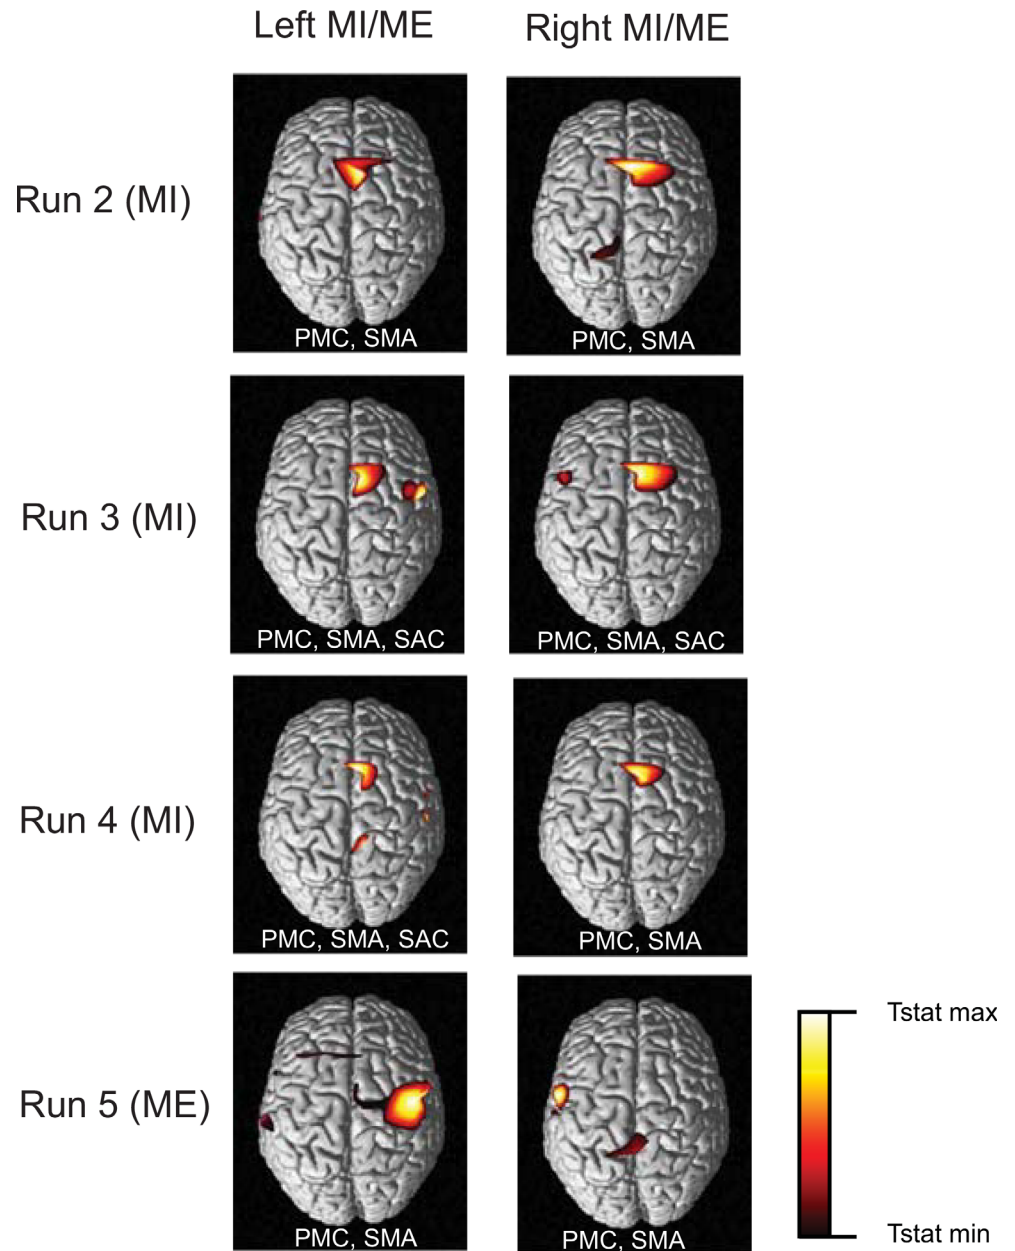 Left MI/ME
Right MI/ME
Run 2 (MI)
PMC, SMA
PMC, SMA
Run 3 (MI)
PMC, SMA, SAC
PMC, SMA, SAC
Run 4 (MI)
PMC, SMA, SAC
PMC, SMA
Run 5 (ME)
PMC, SMA
PMC, SMA
Tstat max
Tstat min